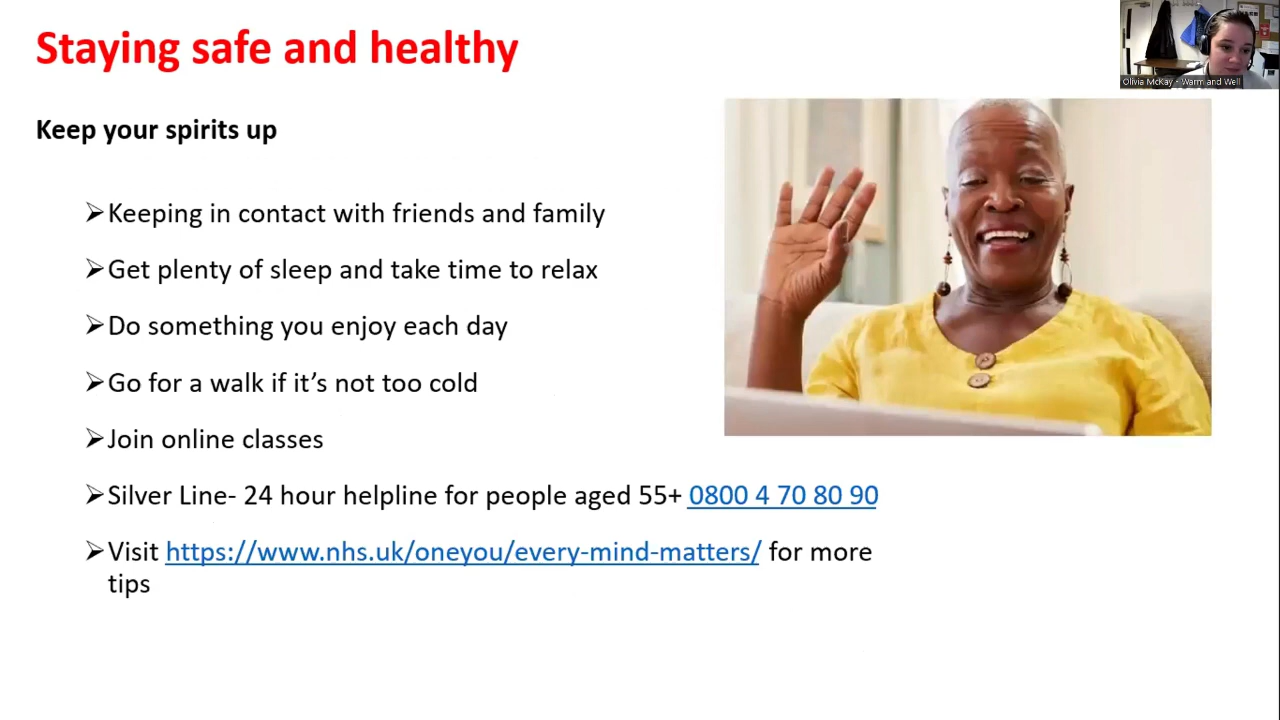 Staying safe and healthy
Olivia McKay - Warm and Well
Keep your spirits up
➢Keeping in contact with friends and family
➢Get plenty of sleep and take time to relax
➢Do something you enjoy each day
➢Go for a walk if it’s not too cold
➢Join online classes
➢Silver Line- 24 hour helpline for people aged 55+ 0800 4 70 80 90
➢Visit https://www.nhs.uk/oneyou/every-mind-matters/ for more
tips